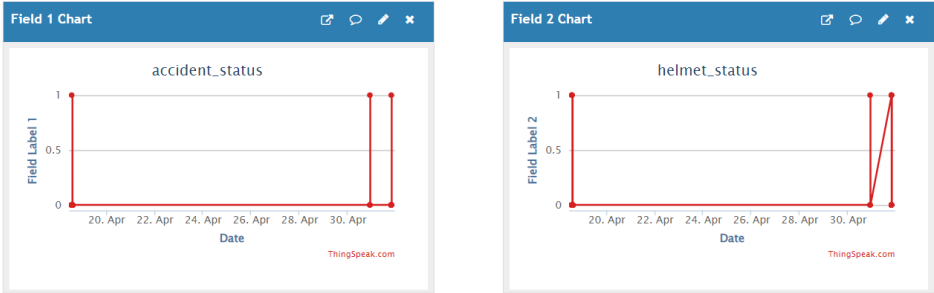 Field 1 Chart
accident_status
Field Label 1
1
0.5
0
20. Apr 22. Apr 24. Apr 26. Apr 28. Apr 30. Apr
Date
ThingSpeak.com
Field 2 Chart
helmet_status
Field Label 2
1
0.5
0
20. Apr 22. Apr 24. Apr 26. Apr 28. Apr 30. Apr
Date
ThingSpeak.com